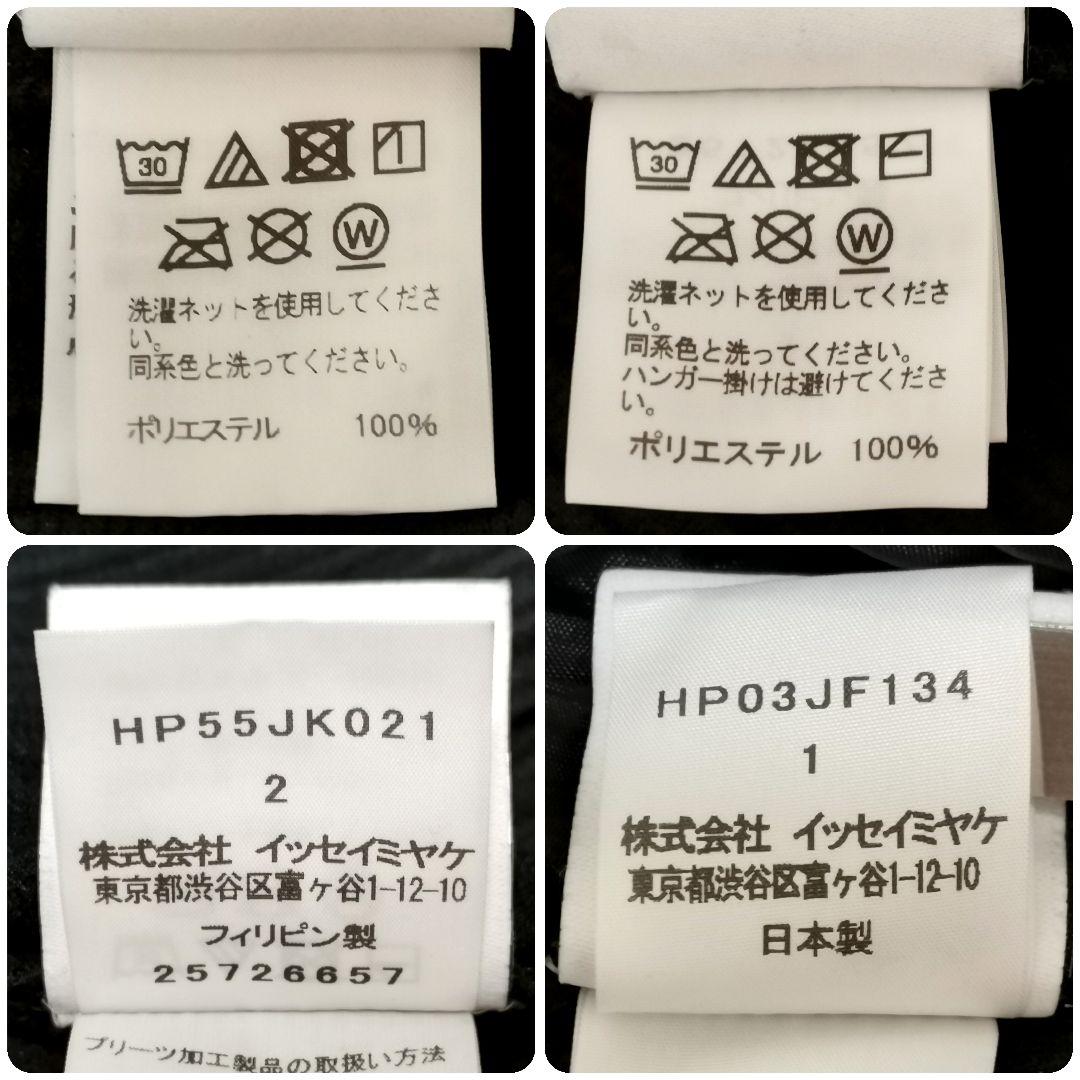 30
W
洗濯ネットを使用してくださ
い。
同系色と洗ってください。
ポリエステル 100%
30
W
洗濯ネットを使用してくださ
い。
同系色と洗ってください。
ハンガー掛けは避けてくださ
い。
ポリエステル 100%
HP55JK021
2
株式会社 イッセイミヤケ
東京都渋谷区富ヶ谷1-12-10
フィリピン製
25726657
プリーツ加工製品の取扱い方法
HP03JF134
1
株式会社 イッセイミヤケ
東京都渋谷区富ヶ谷1-12-10
日本製